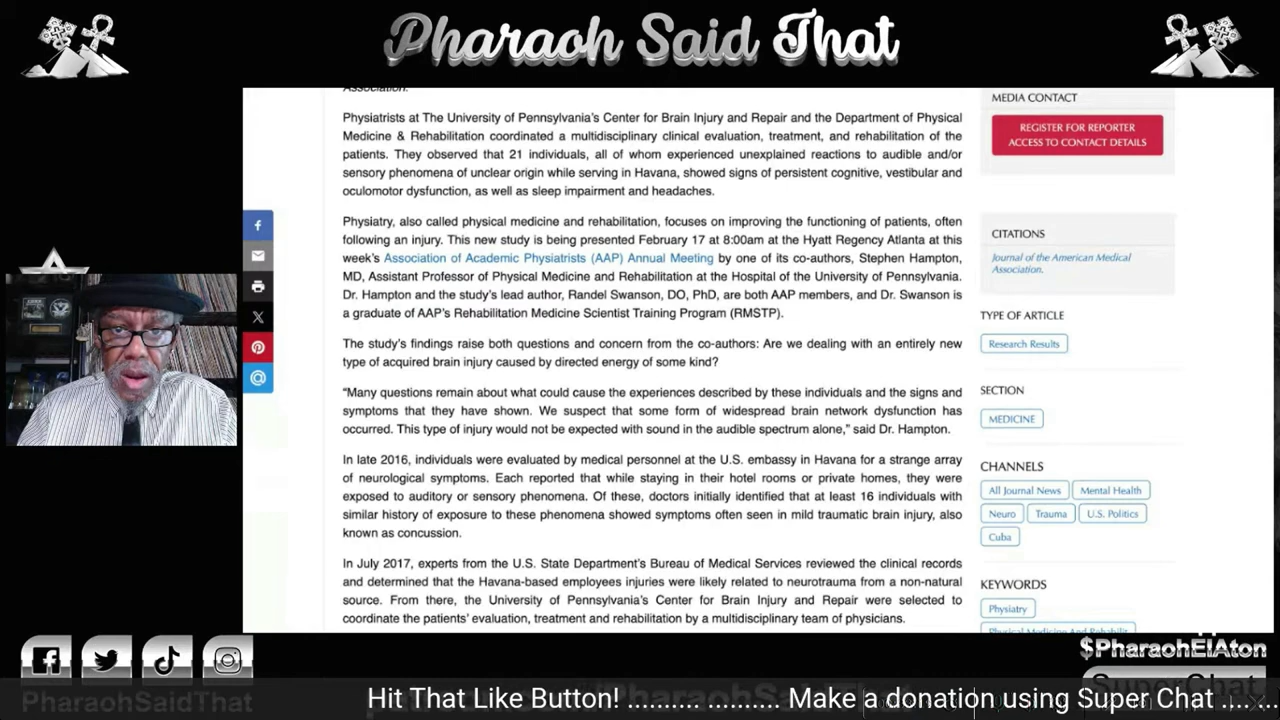 Pharaoh Said That
Association.
Physiatrists at The University of Pennsylvania's Center for Brain Injury and Repair and the Department of Physical
Medicine & Rehabilitation coordinated a multidisciplinary clinical evaluation, treatment, and rehabilitation of the
patients. They observed that 21 individuals, all of whom experienced unexplained reactions to audible and/or
sensory phenomena of unclear origin while serving in Havana, showed signs of persistent cognitive, vestibular and
oculomotor dysfunction, as well as sleep impairment and headaches.
Physiatry, also called physical medicine and rehabilitation, focuses on improving the functioning of patients, often
following an injury. This new study is being presented February 17 at 8:00am at the Hyatt Regency Atlanta at this
week's Association of Academic Physiatrists (AAP) Annual Meeting by one of its co-authors, Stephen Hampton,
MD, Assistant Professor of Physical Medicine and Rehabilitation at the Hospital of the University of Pennsylvania.
Dr. Hampton and the study's lead author, Randel Swanson, DO, PhD, are both AAP members, and Dr. Swanson is
a graduate of AAP's Rehabilitation Medicine Scientist Training Program (RMSTP).
The study's findings raise both questions and concern from the co-authors: Are we dealing with an entirely new
type of acquired brain injury caused by directed energy of some kind?
"Many questions remain about what could cause the experiences described by these individuals and the signs and
symptoms that they have shown. We suspect that some form of widespread brain network dysfunction has
occurred. This type of injury would not be expected with sound in the audible spectrum alone," said Dr. Hampton.
In late 2016, individuals were evaluated by medical personnel at the U.S. embassy in Havana for a strange array
of neurological symptoms. Each reported that while staying in their hotel rooms or private homes, they were
exposed to auditory or sensory phenomena. Of these, doctors initially identified that at least 16 individuals with
similar history of exposure to these phenomena showed symptoms often seen in mild traumatic brain injury, also
known as concussion.
In July 2017, experts from the U.S. State Department's Bureau of Medical Services reviewed the clinical records
and determined that the Havana-based employees injuries were likely related to neurotrauma from a non-natural
source. From there, the University of Pennsylvania's Center for Brain Injury and Repair were selected to
coordinate the patients' evaluation, treatment and rehabilitation by a multidisciplinary team of physicians.
MEDIA CONTACT
REGISTER FOR REPORTER
ACCESS TO CONTACT DETAILS
CITATIONS
Journal of the American Medical
Association.
TYPE OF ARTICLE
Research Results
SECTION
MEDICINE
CHANNELS
All Journal News Mental Health
Neuro Trauma U.S. Politics
Cuba
KEYWORDS
Physiatry
Physical Medicine And Rehabilit
$PharaohElAton
SuperChat
PharaohSaidThat
Hit That Like Button! ......... .......... Make a donation using Super Chat .......